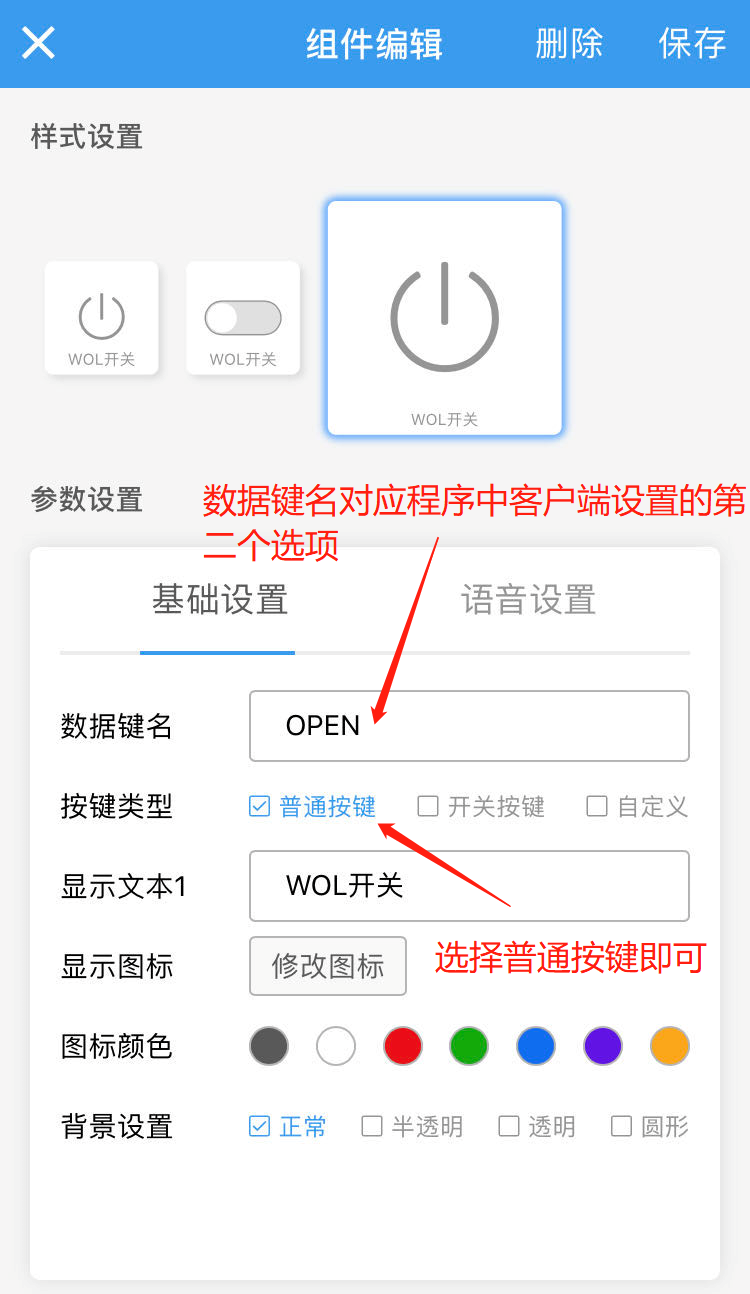 组件编辑 删除 保存
样式设置
WOL开关 WOL开关 WOL开关
参数设置
数据键名对应程序中客户端设置的第
二个选项
基础设置 语音设置
数据键名 OPEN
按键类型 普通按键 开关按键 自定义
显示文本1 WOL开关
显示图标 修改图标
选择普通按键即可
图标颜色
背景设置 正常 半透明 透明 圆形